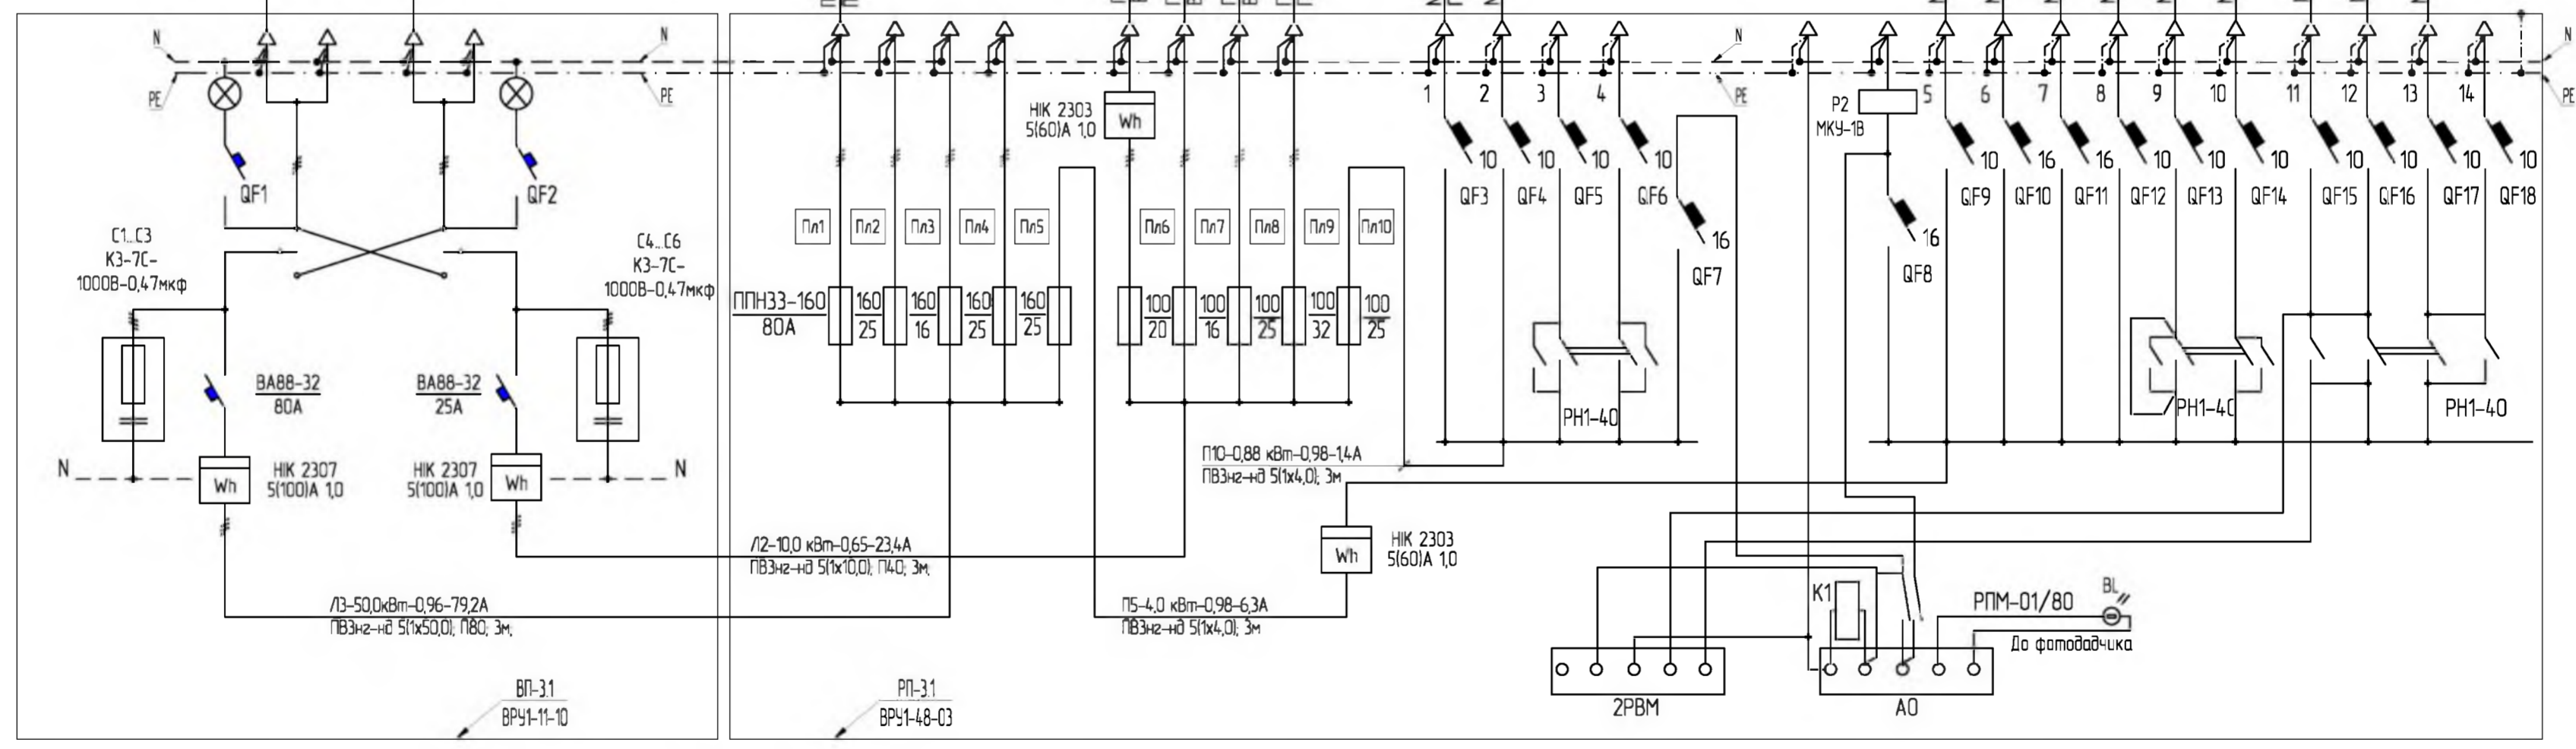 N
PE
N
PE
QF1
QF2
С1...С3
К3-7С-
1000В-0,47мкф
С4...С6
К3-7С-
1000В-0,47мкф
ВА88-32
80А
ВА88-32
25А
N
Wh
НІК 2307
5(100)А 1,0
НІК 2307
5(100)А 1,0
Wh
N
Л3-50,0кВт-0,96-79,2А
ПВ3нг-нд 5(1х50,0); П80; 3м;
ВП-3.1
ВРУ1-11-10
НІК 2303
5(60)А 1,0
Wh
Пл1
Пл2
Пл3
Пл4
Пл5
Пл6
Пл7
Пл8
Пл9
Пл10
ППН33-160
80А
160
25
160
16
160
25
160
25
100
20
100
16
100
25
100
32
100
25
Л2-10,0 кВт-0,65-23,4А
ПВ3нг-нд 5(1х10,0); П40; 3м;
П10-0,88 кВт-0,98-1,4А
ПВ3нг-нд 5(1х4,0); 3м
П5-4,0 кВт-0,98-6,3А
ПВ3нг-нд 5(1х4,0); 3м
Wh
НІК 2303
5(60)А 1,0
РП-3.1
ВРУ1-48-03
1
2
3
4
N
PE
10
10
10
10
QF3
QF4
QF5
QF6
16
QF7
РН1-40
Р2
МКУ-1В
16
QF8
5
6
7
8
9
10
11
12
13
14
N
PE
10
16
16
10
10
10
10
10
10
10
QF9
QF10
QF11
QF12
QF13
QF14
QF15
QF16
QF17
QF18
РН1-40
РН1-40
К1
РПМ-01/80
BL
До фотодадчика
2РВМ
АО